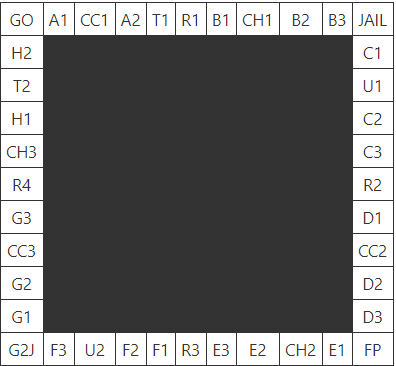 GO A1 CC1 A2 T1 R1 B1 CH1 B2 B3 JAIL
H2 C1
T2 U1
H1 C2
CH3 C3
R4 R2
G3 D1
CC3 CC2
G2 D2
G1 D3
G2J F3 U2 F2 F1 R3 E3 E2 CH2 E1 FP